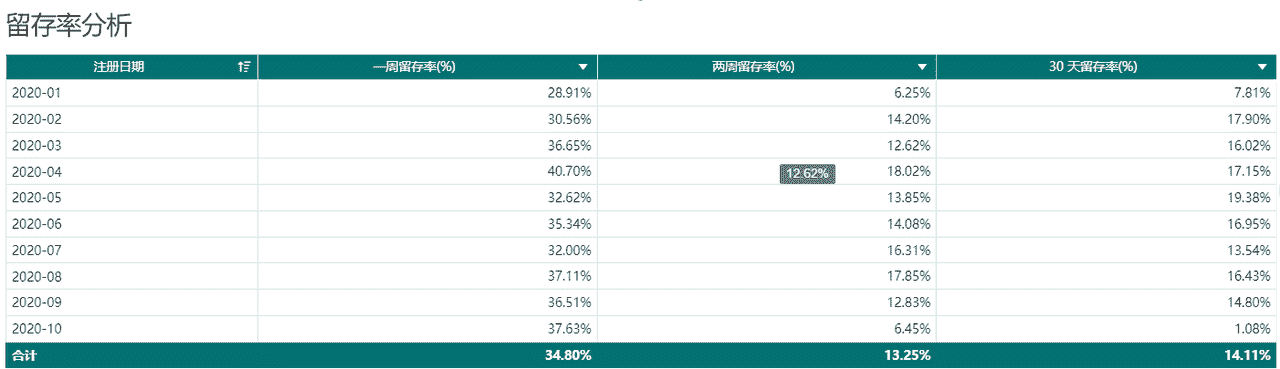 留存率分析
注册日期 一周留存率(%) 两周留存率(%) 30 天留存率(%)
2020-01 28.91% 6.25% 7.81%
2020-02 30.56% 14.20% 17.90%
2020-03 36.65% 12.62% 16.02%
2020-04 40.70% 12.62% 18.02% 17.15%
2020-05 32.62% 13.85% 19.38%
2020-06 35.34% 14.08% 16.95%
2020-07 32.00% 16.31% 13.54%
2020-08 37.11% 17.85% 16.43%
2020-09 36.51% 12.83% 14.80%
2020-10 37.63% 6.45% 1.08%
合计 34.80% 13.25% 14.11%